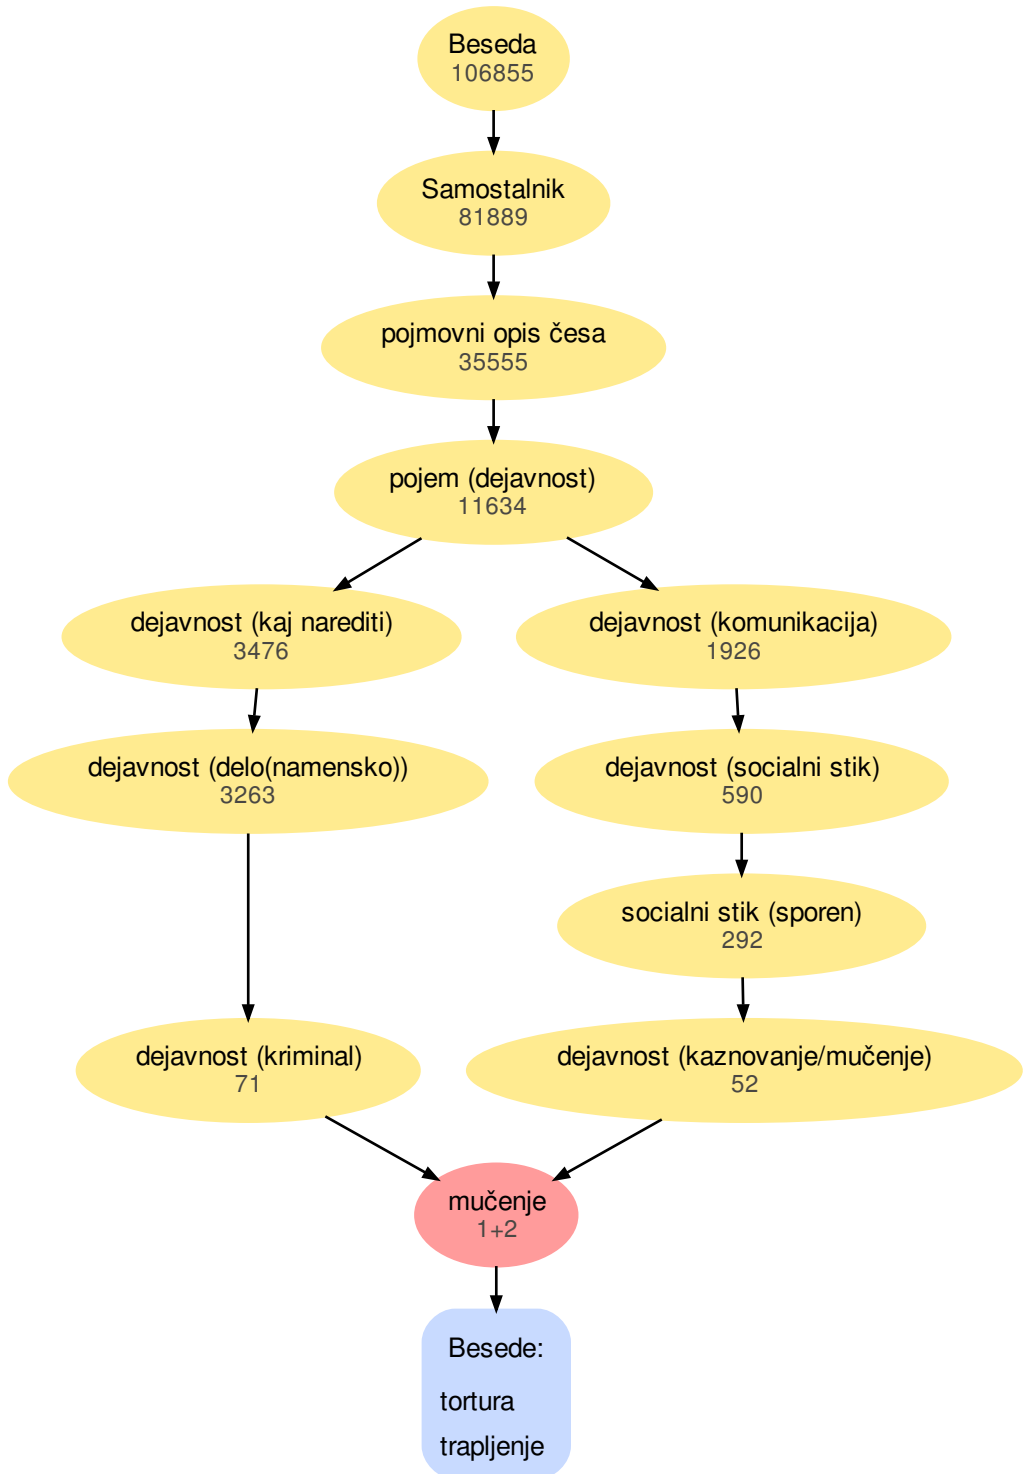 Beseda
106855
Samostalnik
81889
pojmovni opis česa
35555
pojem (dejavnost)
11634
dejavnost (kaj narediti)
3476
dejavnost (komunikacija)
1926
dejavnost (delo(namensko))
3263
dejavnost (socialni stik)
590
socialni stik (sporen)
292
dejavnost (kriminal)
71
dejavnost (kaznovanje/mučenje)
52
mučenje
1+2
Besede:
tortura
trapljenje